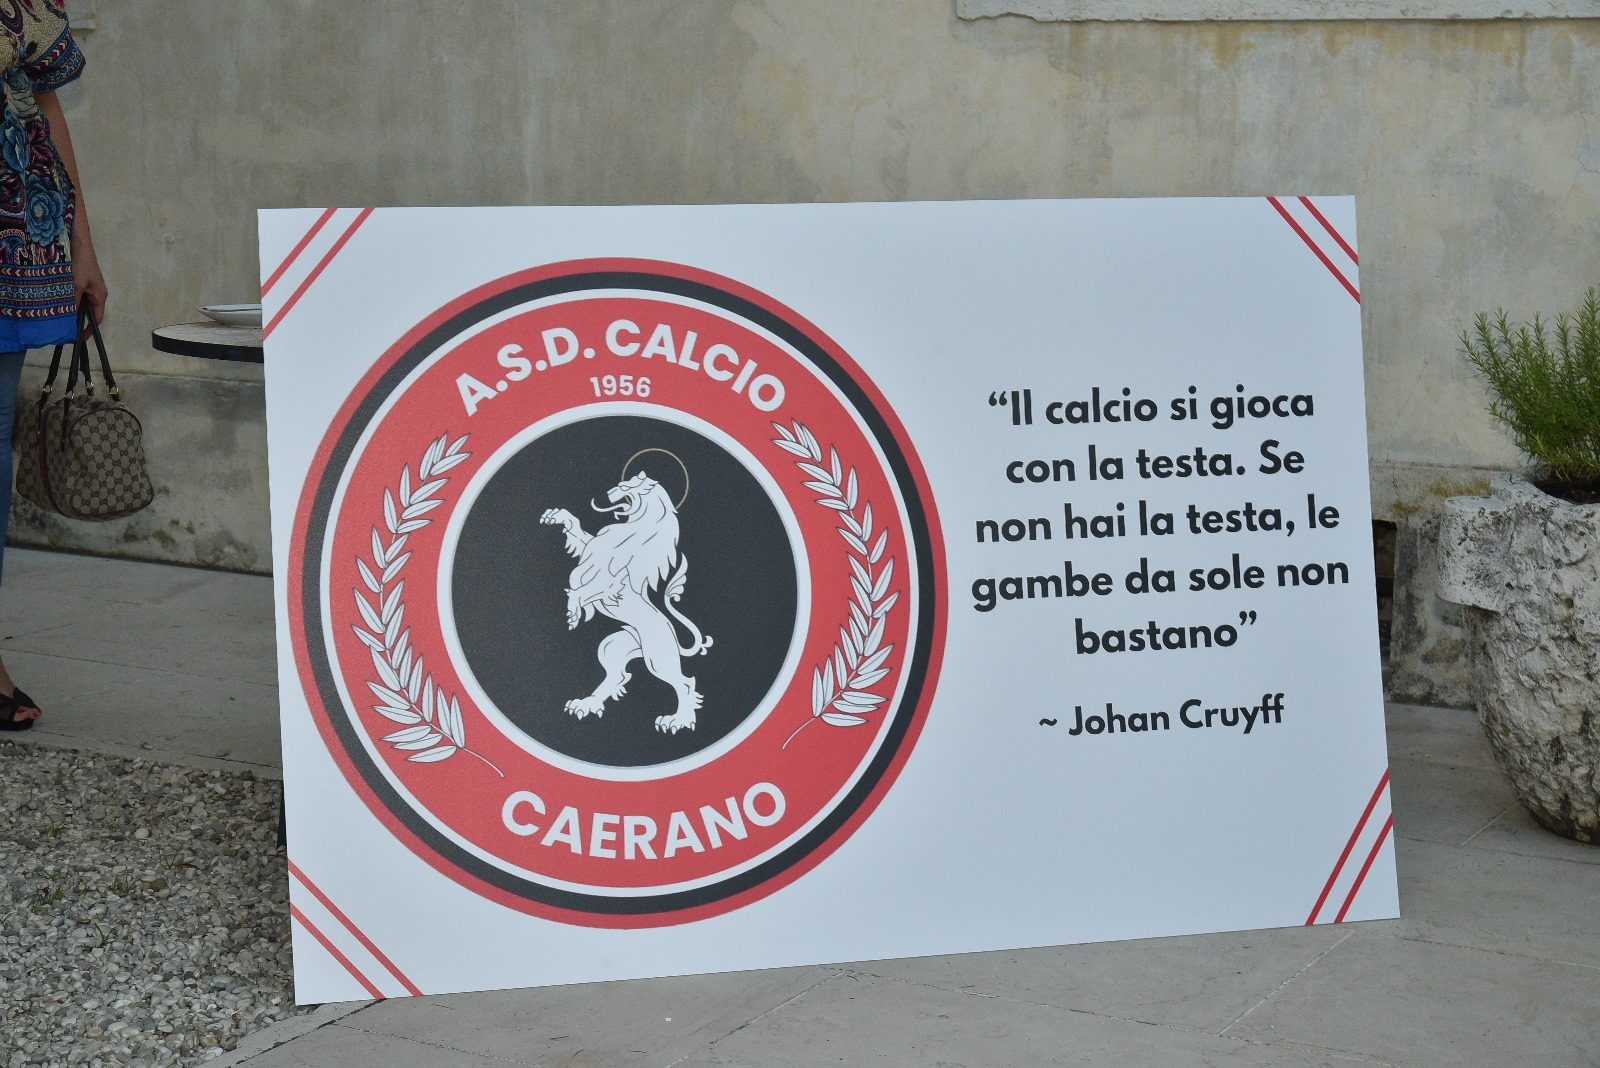 A.S.D. CALCIO
1956
CAERANO
“Il calcio si gioca
con la testa. Se
non hai la testa, le
gambe da sole non
bastano”
~ Johan Cruyff